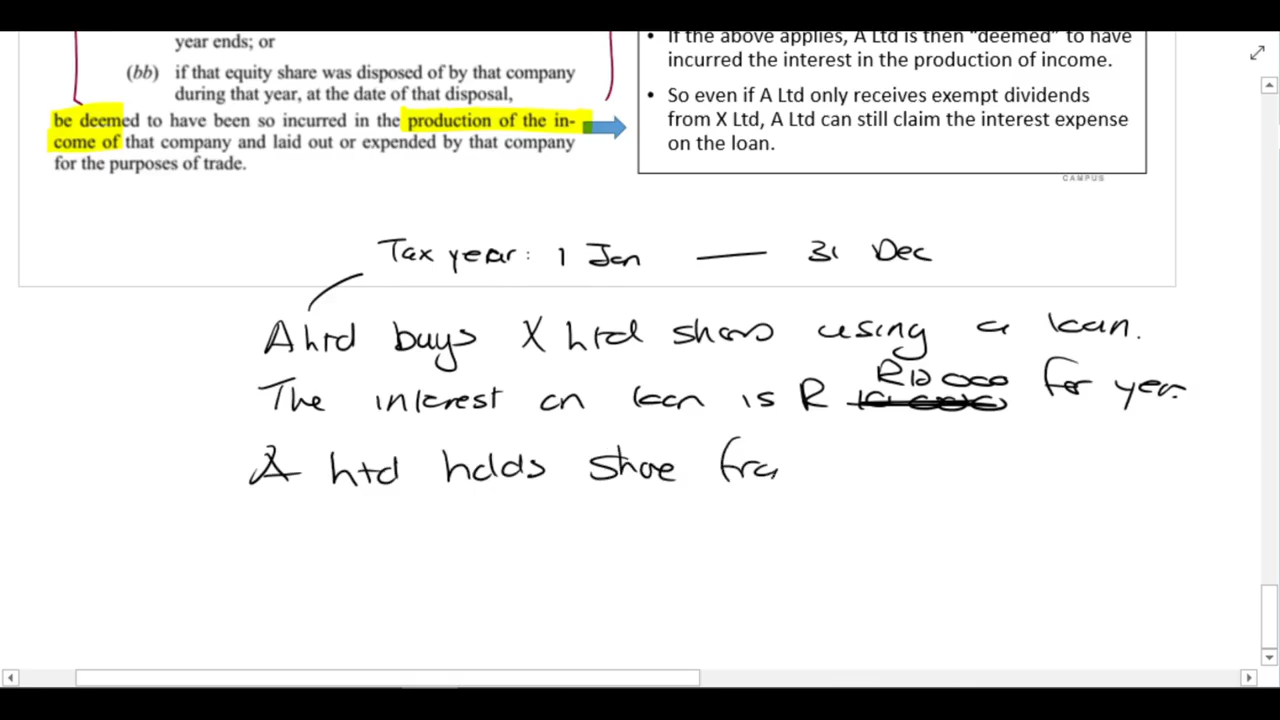 year ends; or
(bb) if that equity share was disposed of by that company
during that year, at the date of that disposal,
be deemed to have been so incurred in the production of the in-
come of that company and laid out or expended by that company
for the purposes of trade.
• If the above applies, A Ltd is then "deemed" to have
incurred the interest in the production of income.
• So even if A Ltd only receives exempt dividends
from X Ltd, A Ltd can still claim the interest expense
on the loan.
CAMPUS
Tax year: 1 Jan — 31 Dec
A Ltd buys X Ltd shares using a loan.
The interest on loan is R R12 000 for year.
A Ltd holds share